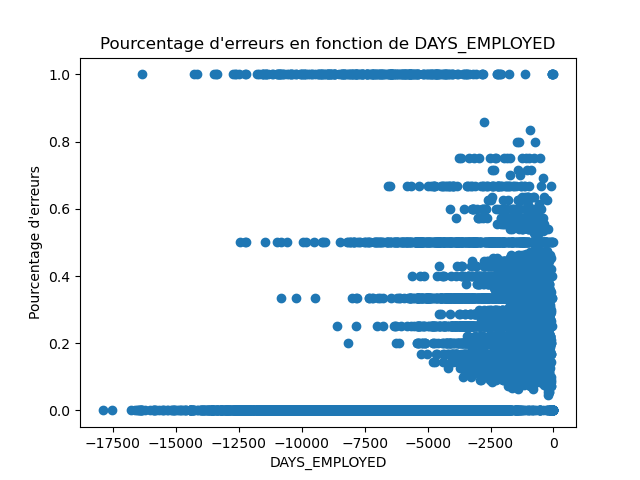 Pourcentage d'erreurs en fonction de DAYS_EMPLOYED
Pourcentage d'erreurs
1.0
0.8
0.6
0.4
0.2
0.0
−17500 −15000 −12500 −10000 −7500 −5000 −2500 0
DAYS_EMPLOYED